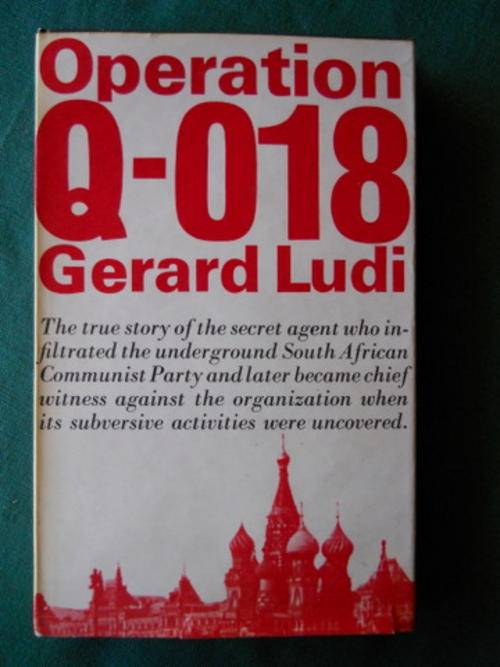 Operation
Q-018
Gerard Ludi
The true story of the secret agent who in-
filtrated the underground South African
Communist Party and later became chief
witness against the organization when
its subversive activities were uncovered.